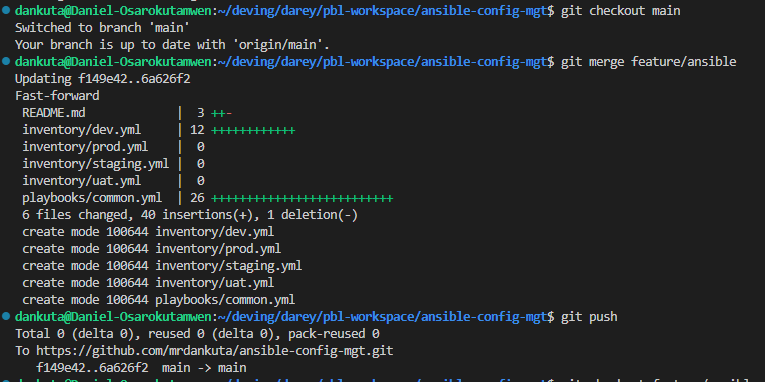 dankuta@Daniel-Osarokutamwen:~/deving/darey/pbl-workspace/ansible-config-mgt$ git checkout main
Switched to branch 'main'
Your branch is up to date with 'origin/main'.
dankuta@Daniel-Osarokutamwen:~/deving/darey/pbl-workspace/ansible-config-mgt$ git merge feature/ansible
Updating f149e42..6a626f2
Fast-forward
 README.md             |  3 ++-
 inventory/dev.yml     | 12 ++++++++++++
 inventory/prod.yml    |  0
 inventory/staging.yml |  0
 inventory/uat.yml     |  0
 playbooks/common.yml  | 26 ++++++++++++++++++++++++++
 6 files changed, 40 insertions(+), 1 deletion(-)
 create mode 100644 inventory/dev.yml
 create mode 100644 inventory/prod.yml
 create mode 100644 inventory/staging.yml
 create mode 100644 inventory/uat.yml
 create mode 100644 playbooks/common.yml
dankuta@Daniel-Osarokutamwen:~/deving/darey/pbl-workspace/ansible-config-mgt$ git push
Total 0 (delta 0), reused 0 (delta 0), pack-reused 0
To https://github.com/mrdankuta/ansible-config-mgt.git
   f149e42..6a626f2  main -> main